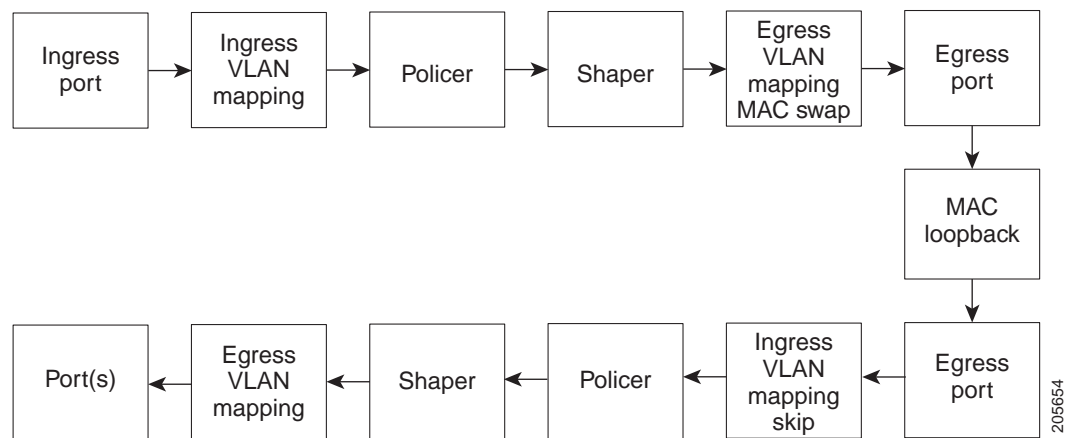 Ingress
port
Ingress
VLAN
mapping
Policer
Shaper
Egress
VLAN
mapping
MAC swap
Egress
port
MAC
loopback
Port(s)
Egress
VLAN
mapping
Shaper
Policer
Ingress
VLAN
mapping
skip
Egress
port
205654